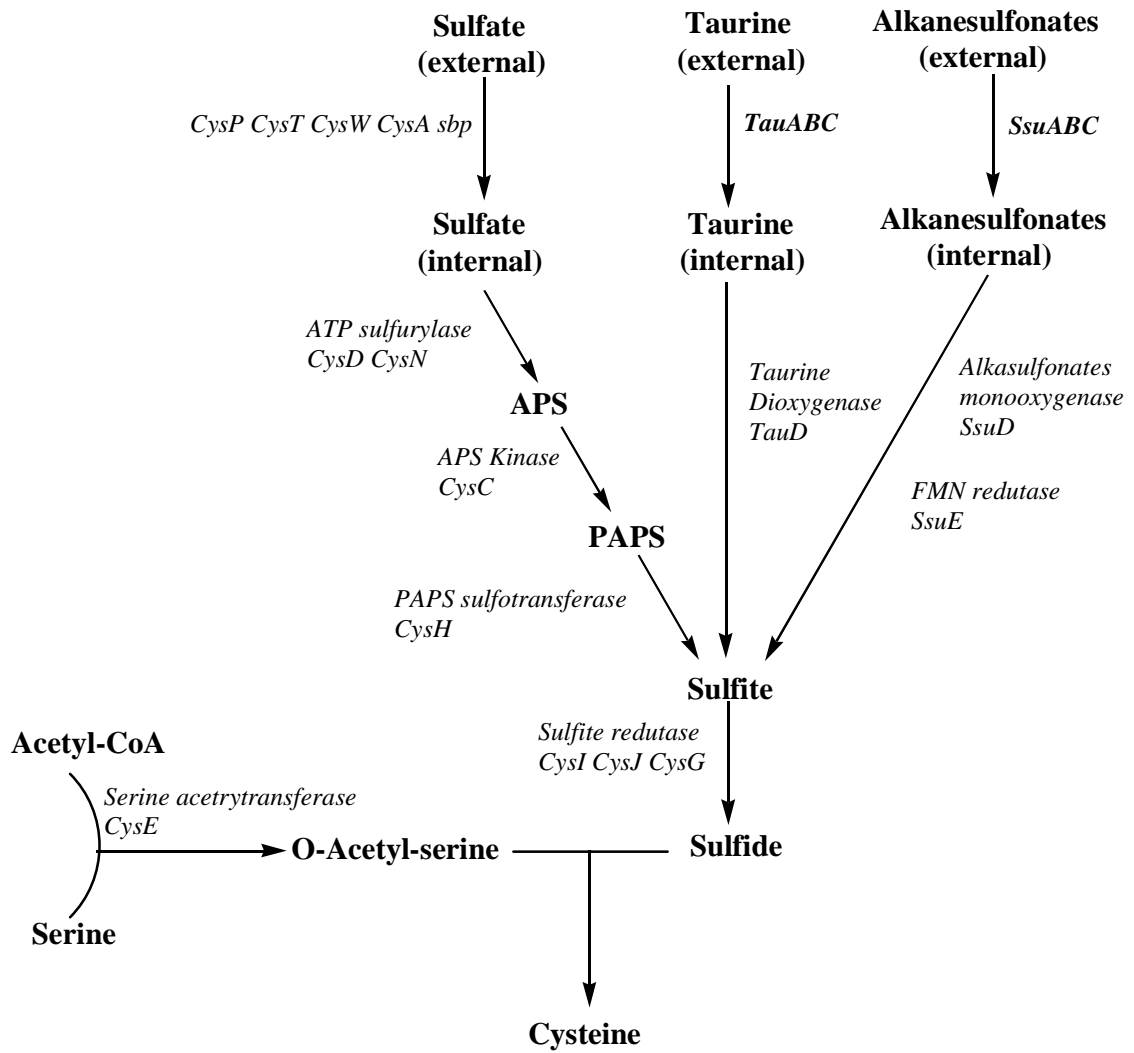 Sulfate
(external)
Taurine
(external)
Alkanesulfonates
(external)
CysP CysT CysW CysA sbp
TauABC
SsuABC
Sulfate
(internal)
Taurine
(internal)
Alkanesulfonates
(internal)
ATP sulfurylase
CysD CysN
Taurine
Dioxygenase
TauD
Alkasulfonates
monooxygenase
SsuD
APS
APS Kinase
CysC
FMN redutase
SsuE
PAPS
PAPS sulfotransferase
CysH
Sulfite
Sulfite redutase
CysI CysJ CysG
Acetyl-CoA
Serine acetrytransferase
CysE
O-Acetyl-serine
Sulfide
Serine
Cysteine